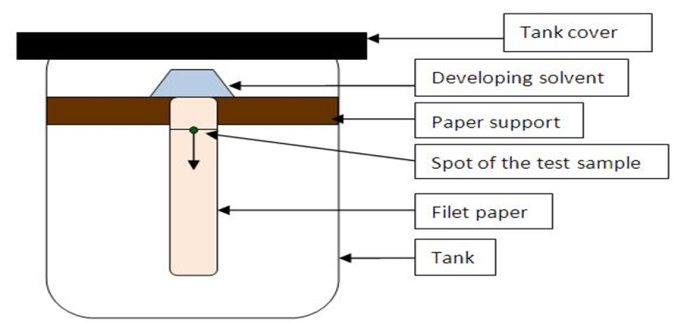 Tank cover
Developing solvent
Paper support
Spot of the test sample
Filet paper
Tank